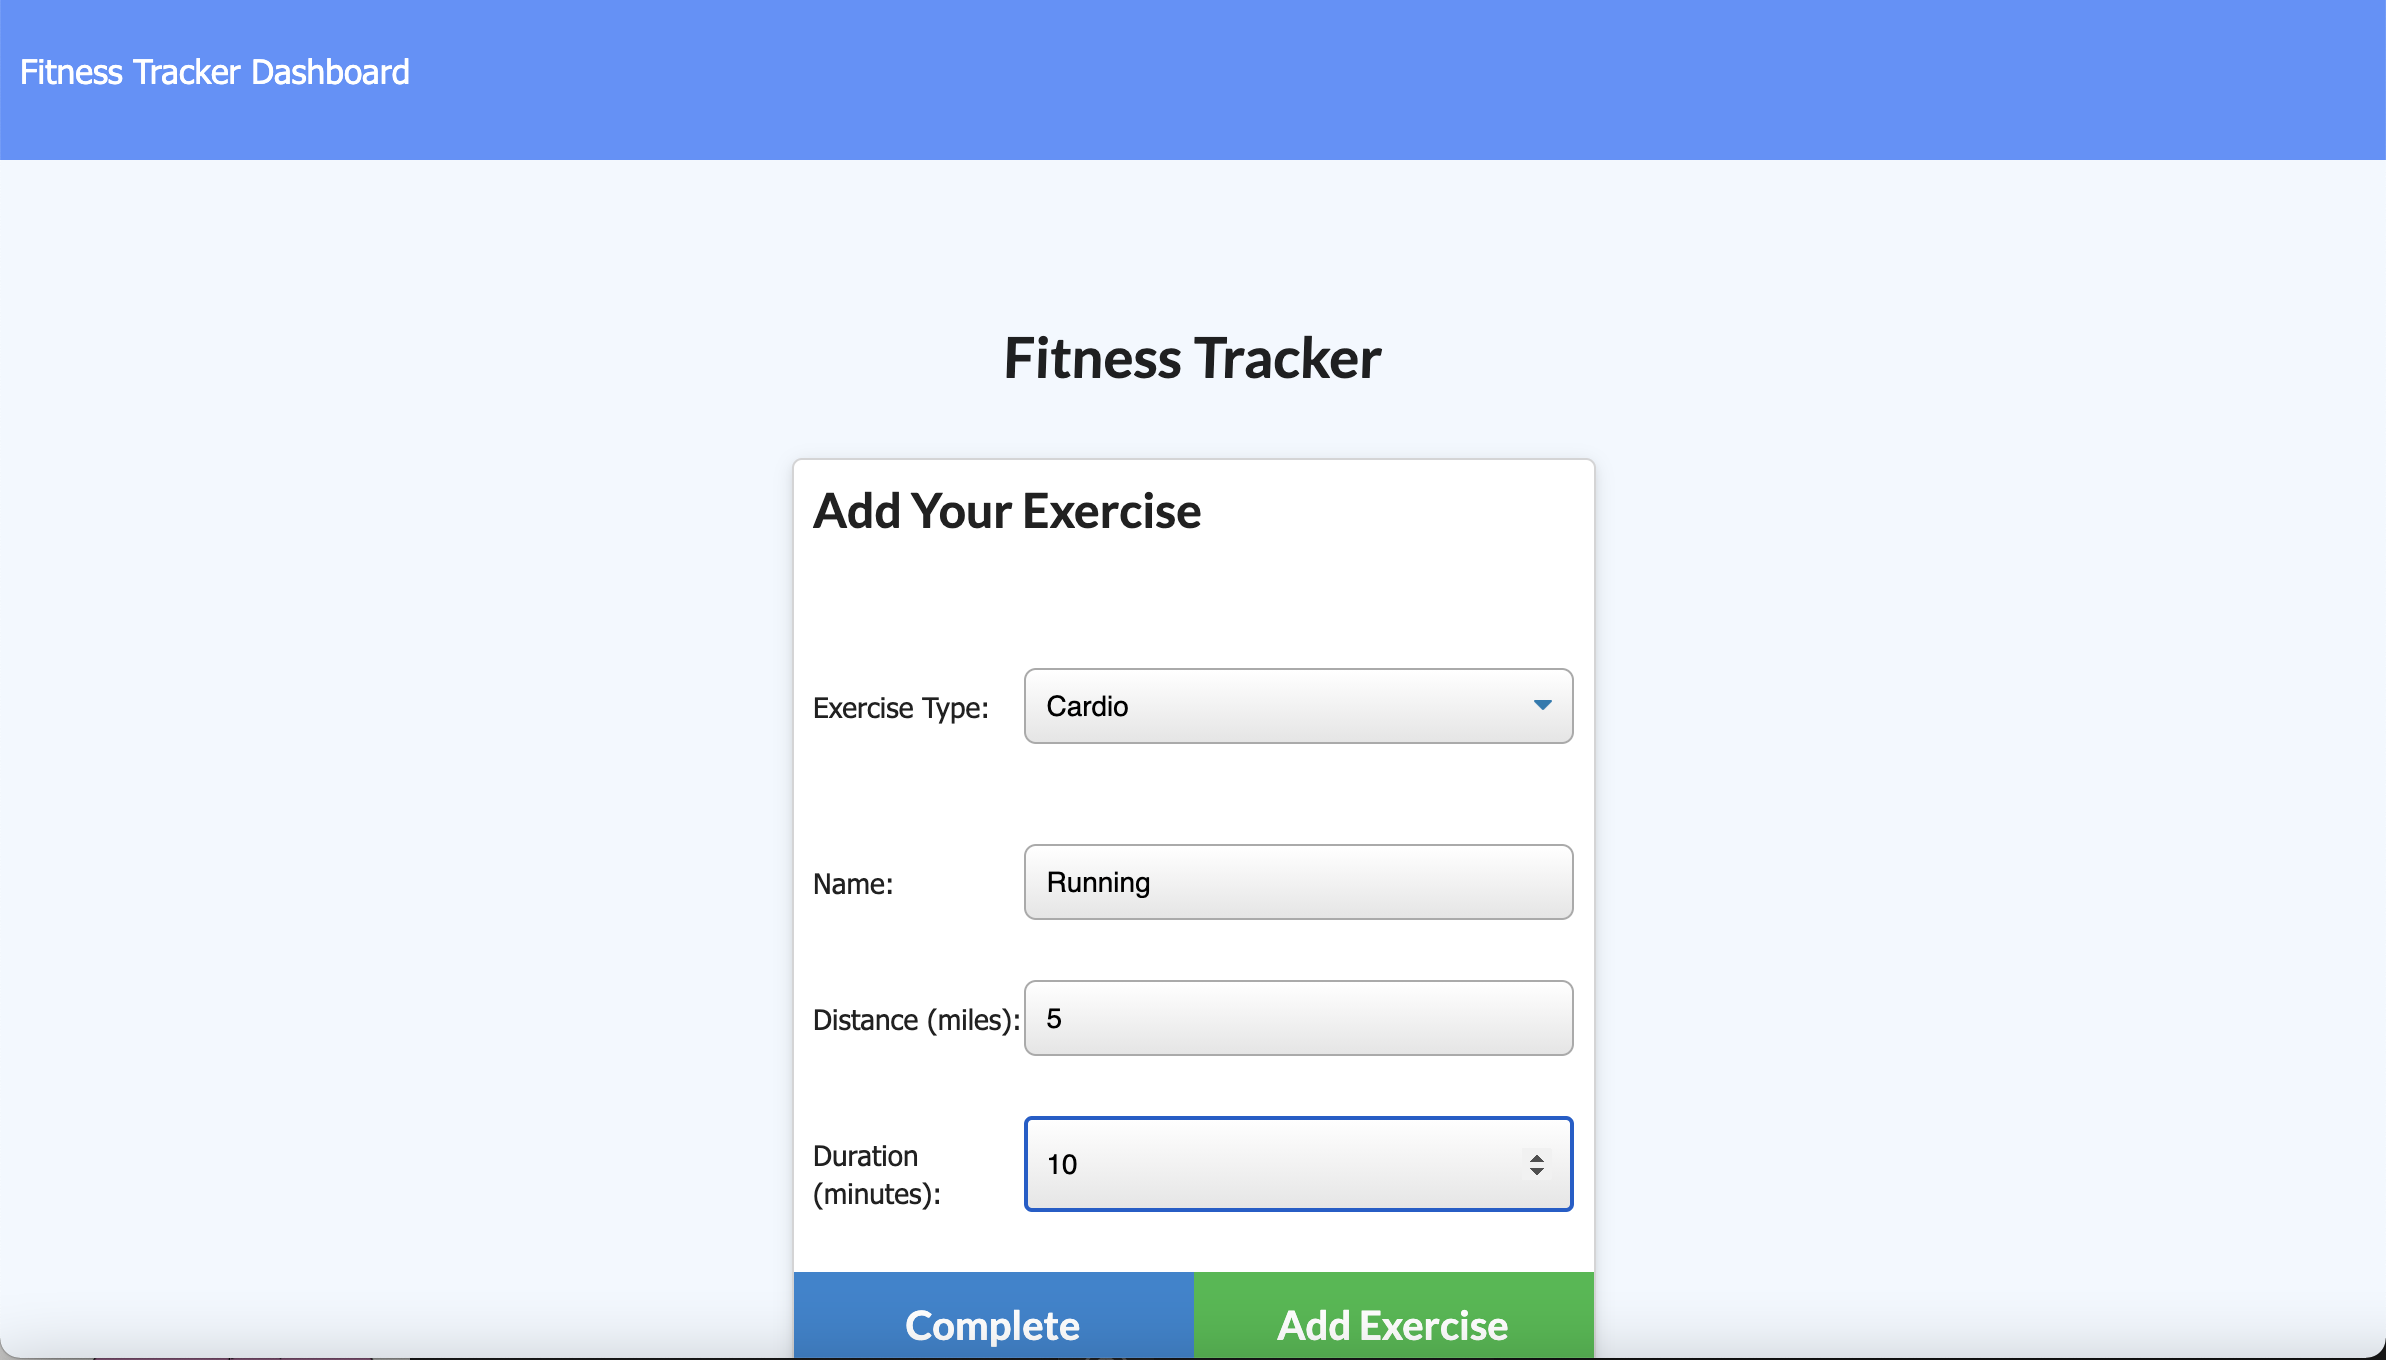 Fitness Tracker Dashboard
Fitness Tracker
Add Your Exercise
Exercise Type: Cardio
Name: Running
Distance (miles): 5
Duration
(minutes): 10
Complete Add Exercise